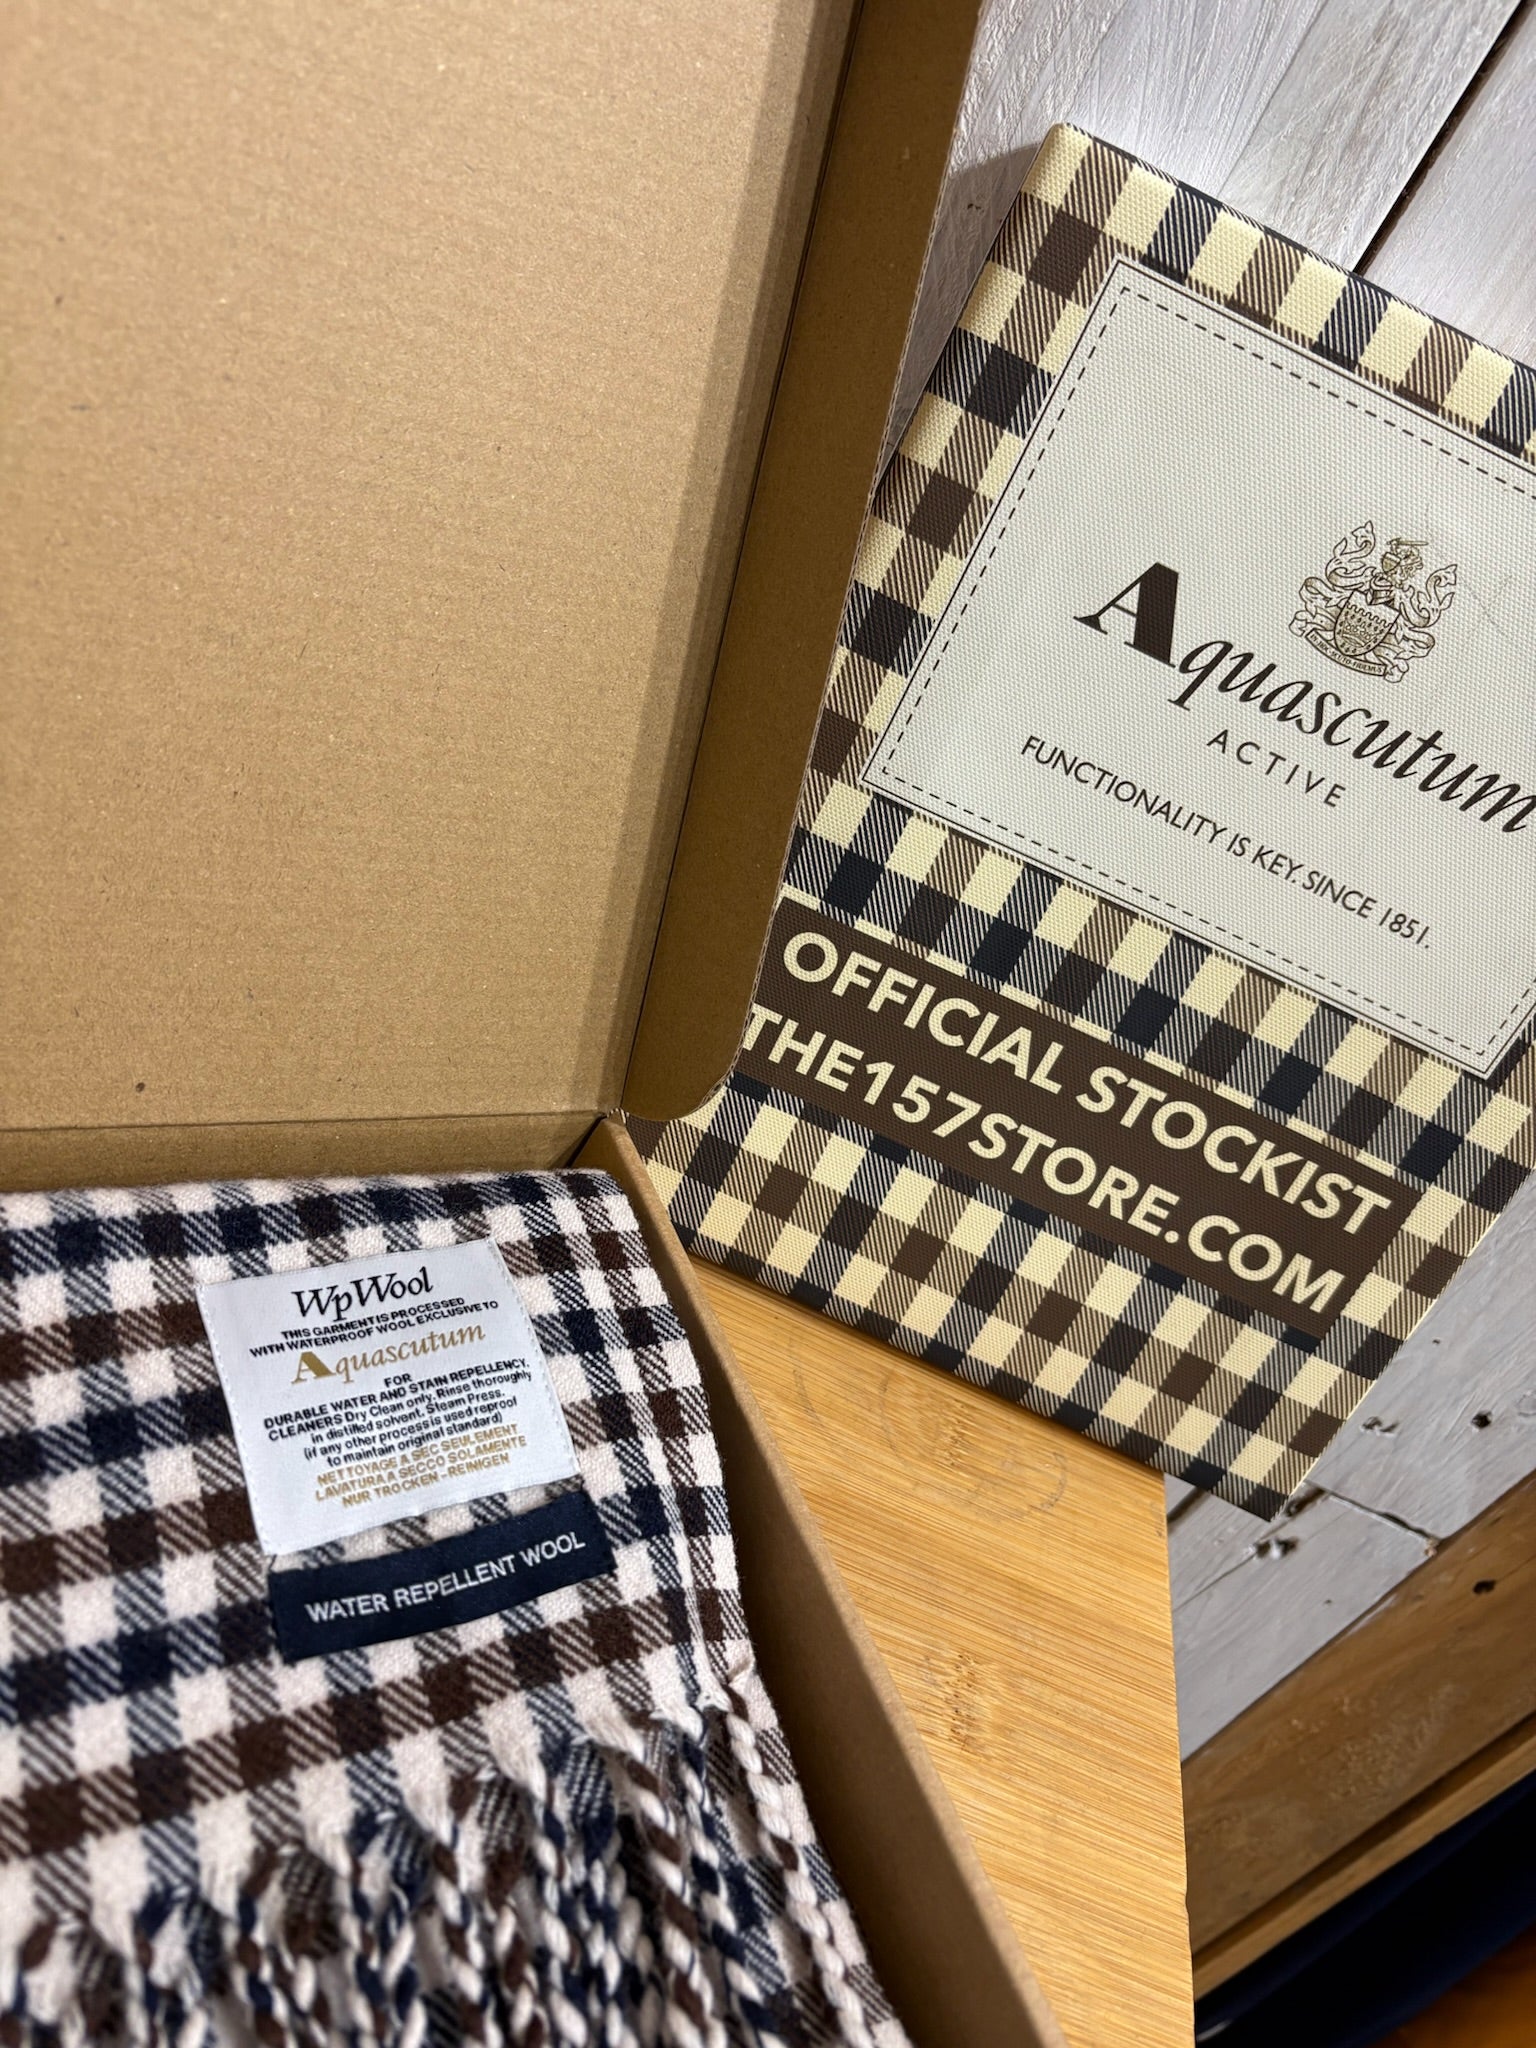 Aquascutum
ACTIVE
FUNCTIONALITY IS KEY. SINCE 1851.
OFFICIAL STOCKIST
THE157STORE.COM
WpWool
THIS GARMENT IS PROCESSED
WITH WATERPROOF WOOL EXCLUSIVE TO
Aquascutum
FOR
DURABLE WATER AND STAIN REPELLENCY.
CLEANERS Dry Clean only. Rinse thoroughly
in distilled solvent. Steam Press.
(if any other process is used reproof
to maintain original standard)
NETTOYAGE A SEC SEULEMENT
LAVATURA A SECCO SOLAMENTE
NUR TROCKEN - REINIGEN
WATER REPELLENT WOOL